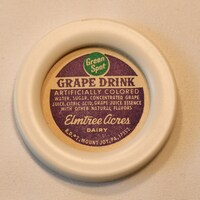 Green
Spot
GRAPE DRINK
ARTIFICIALLY COLORED
WATER, SUGAR, CONCENTRATED GRAPE
JUICE, CITRIC ACID, GRAPE JUICE ESSENCE
WITH OTHER NATURAL FLAVORS
Elmtree Acres
DAIRY
MOUNT JOY, PA. 17552